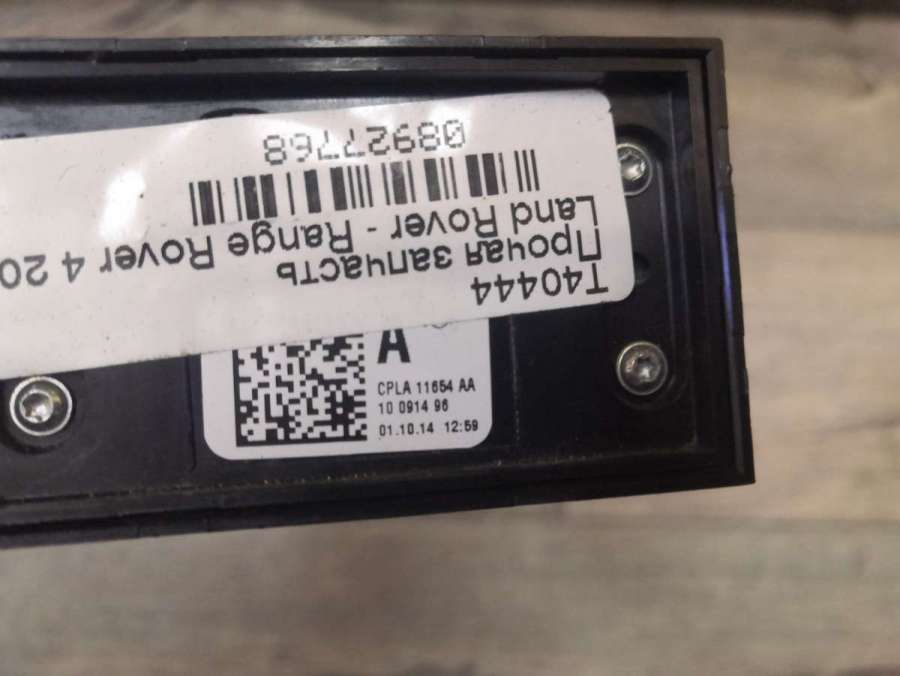 T40444
Прочая запчасть
Land Rover - Range Rover 4 20
08927768
A
CPLA 11654 AA
10 0914 96
01.10.14 12:59